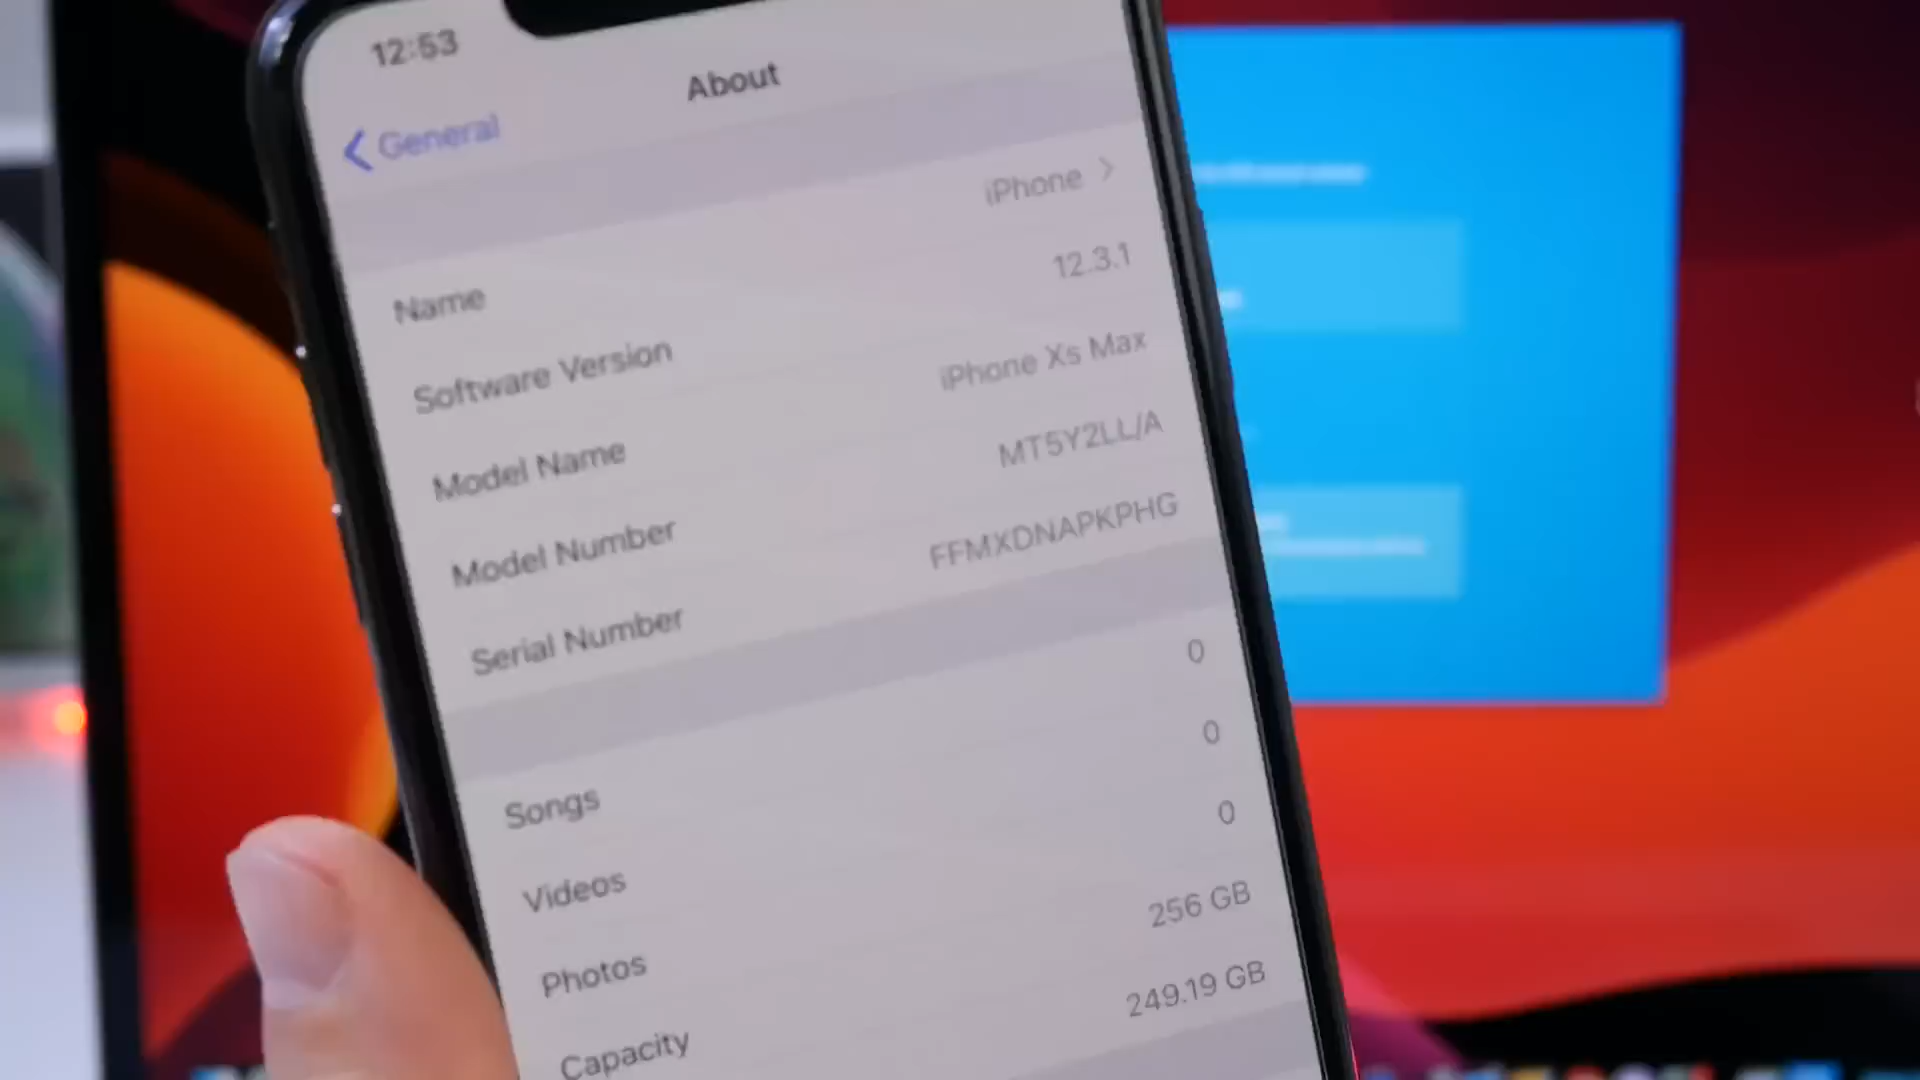 12:53
About
General
Name iPhone
Software Version 12.3.1
Model Name iPhone Xs Max
Model Number MT5Y2LL/A
Serial Number FFMXDNAPKPHG
Songs 0
Videos 0
Photos 0
Capacity 256 GB
249.19 GB